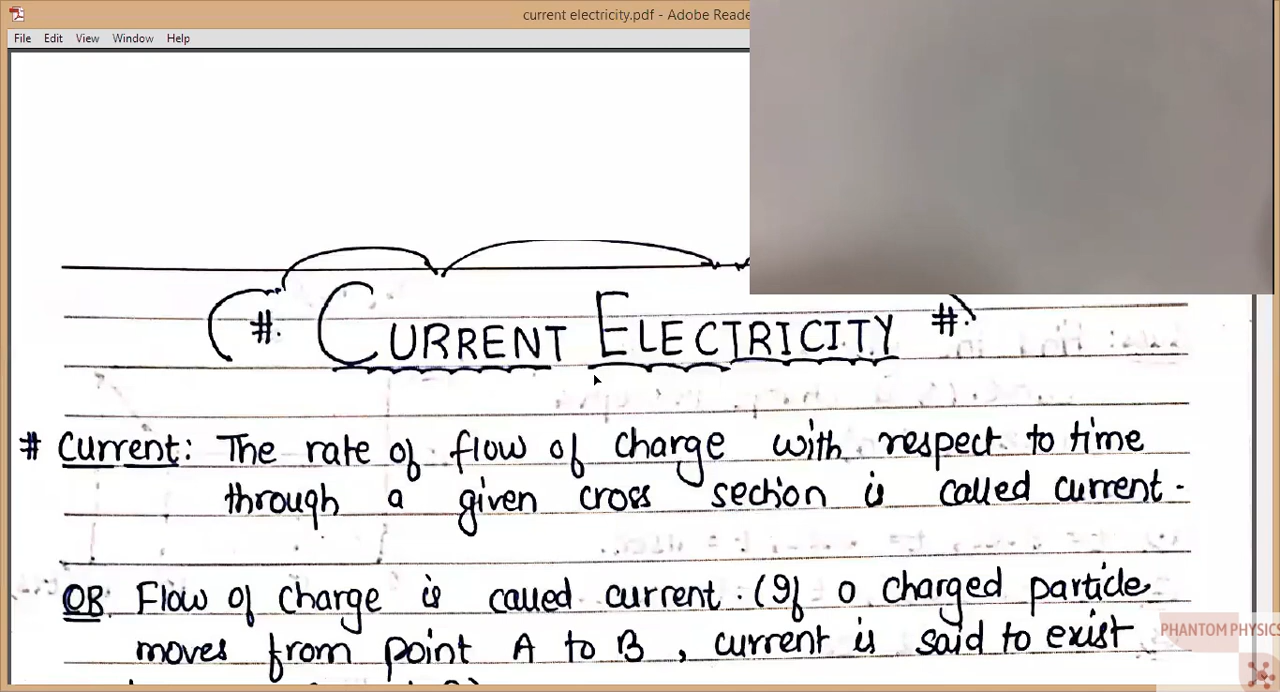 current electricity.pdf - Adobe Reade
File Edit View Window Help
#. CURRENT ELECTRICITY #.
# Current: The rate of flow of charge with respect to time
through a given cross section is called current.
OR Flow of charge is called current. (If a charged particle
moves from point A to B, current is said to exist
PHANTOM PHYSICS